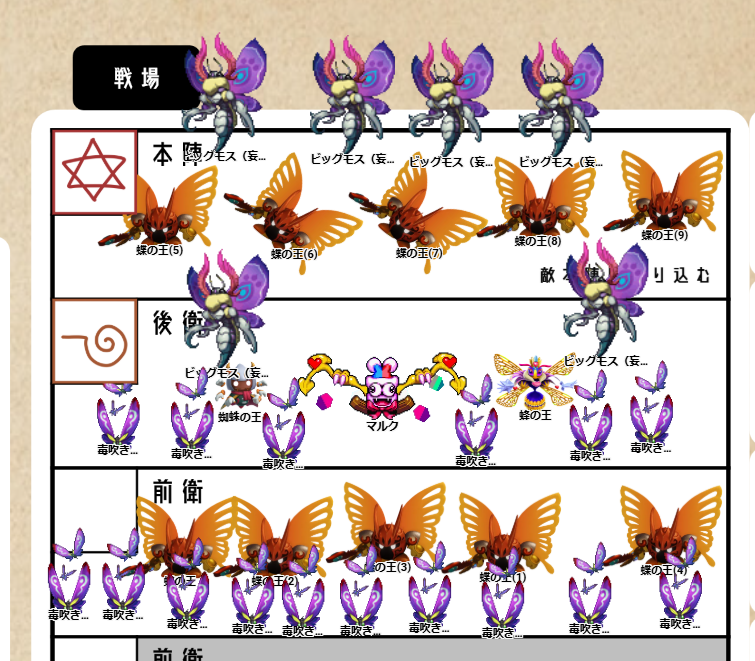 戦場
本陣
ビッグモス（妄...
ビッグモス（妄...
ビッグモス（妄...
ビッグモス（妄...
蝶の王(5)
蝶の王(6)
蝶の王(7)
蝶の王(8)
蝶の王(9)
敵
り込む
後衛
ビッグモス（妄...
ビッグモス（妄...
蜘蛛の王
マルク
蜂の王
毒吹き...
毒吹き...
毒吹き...
毒吹き...
毒吹き...
毒吹き...
前衛
蝶の王
蝶の王(2)
の王(3)
蝶の王(1)
蝶の王(4)
毒吹き...
毒吹き...
毒吹き...
毒吹き...
毒吹き...
毒吹き...
毒吹き...
毒吹き...
毒吹き...
毒吹き...
前衛